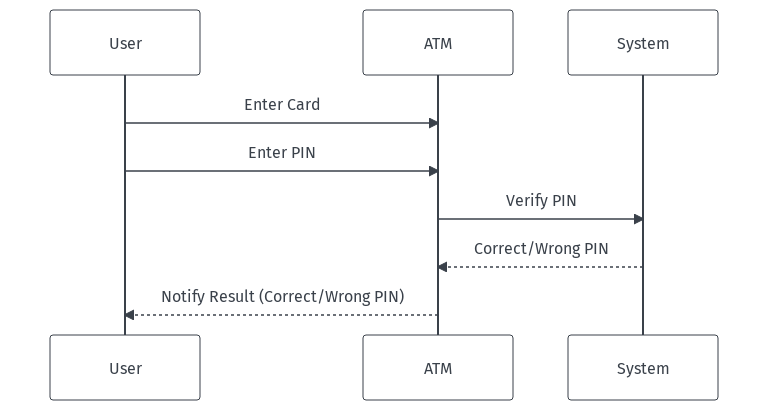 User
ATM
System
Enter Card
Enter PIN
Verify PIN
Correct/Wrong PIN
Notify Result (Correct/Wrong PIN)
User
ATM
System